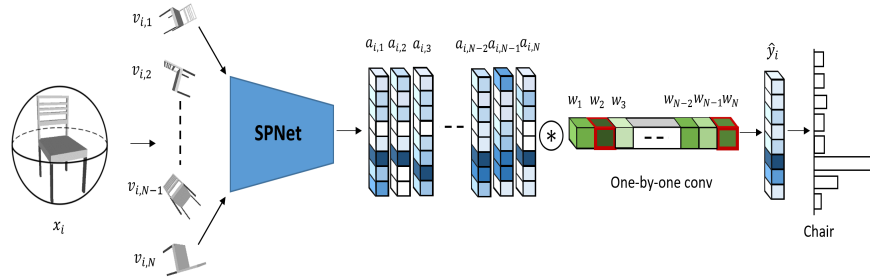 v_{i,1}
v_{i,2}
v_{i,N-1}
v_{i,N}
x_i
SPNet
a_{i,1} a_{i,2} a_{i,3} a_{i,N-2} a_{i,N-1} a_{i,N}
w_1 w_2 w_3 w_{N-2} w_{N-1} w_N
One-by-one conv
ŷ_i
Chair